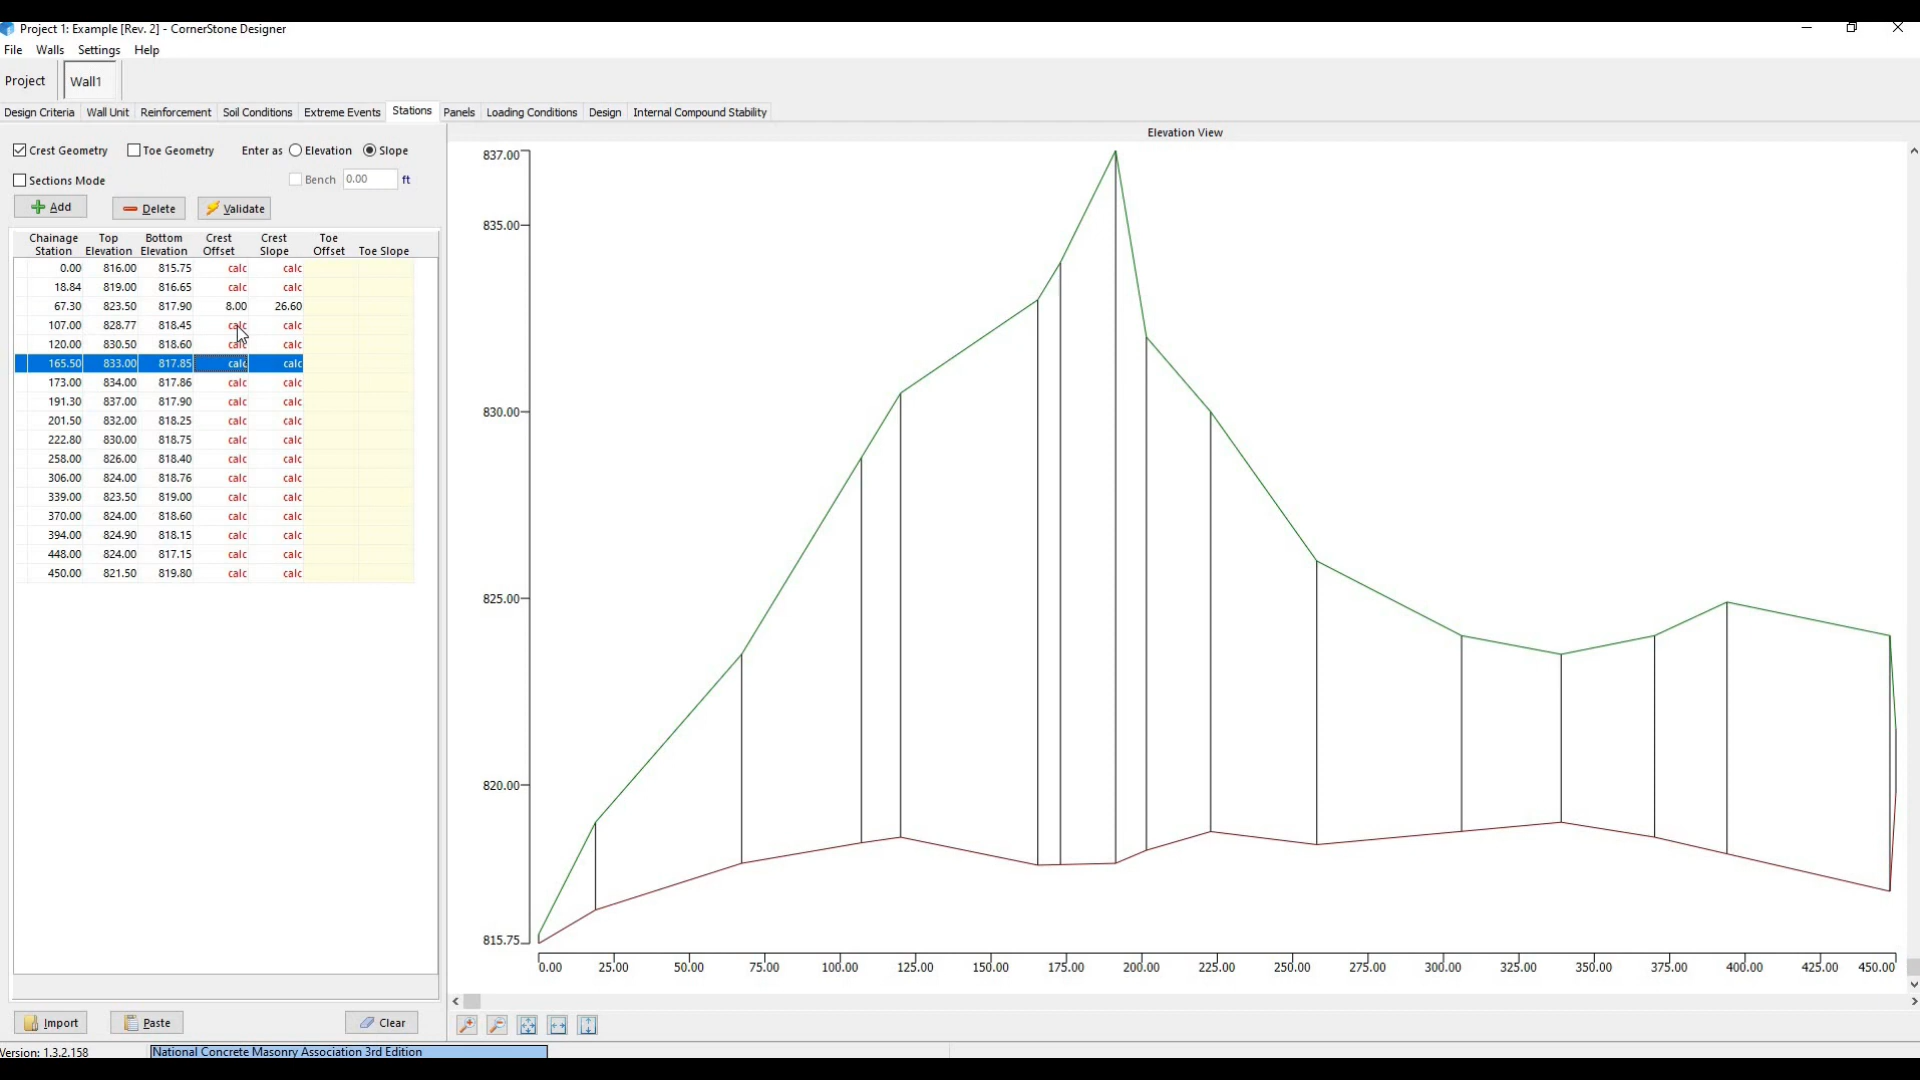 Project 1: Example [Rev. 2] - CornerStone Designer
File Walls Settings Help
Project Wall1
Design Criteria Wall Unit Reinforcement Soil Conditions Extreme Events Stations Panels Loading Conditions Design Internal Compound Stability
Elevation View
Crest Geometry Toe Geometry Enter as Elevation Slope
Sections Mode Bench 0.00 ft
Add Delete Validate
Chainage Top Bottom Crest Crest Toe
Station Elevation Elevation Offset Slope Offset Toe Slope
0.00 816.00 815.75 calc calc
18.84 819.00 816.65 calc calc
67.30 823.50 817.90 8.00 26.60
107.00 828.77 818.45 calc calc
120.00 830.50 818.60 calc calc
165.50 833.00 817.85 calc calc
173.00 834.00 817.86 calc calc
191.30 837.00 817.90 calc calc
201.50 832.00 818.25 calc calc
222.80 830.00 818.75 calc calc
258.00 826.00 818.40 calc calc
306.00 824.00 818.76 calc calc
339.00 823.50 819.00 calc calc
370.00 824.00 818.60 calc calc
394.00 824.90 818.15 calc calc
448.00 824.00 817.15 calc calc
450.00 821.50 819.80 calc calc
837.00
835.00
830.00
825.00
820.00
815.75
0.00 25.00 50.00 75.00 100.00 125.00 150.00 175.00 200.00 225.00 250.00 275.00 300.00 325.00 350.00 375.00 400.00 425.00 450.00
Import Paste Clear
Version: 1.3.2.158 National Concrete Masonry Association 3rd Edition